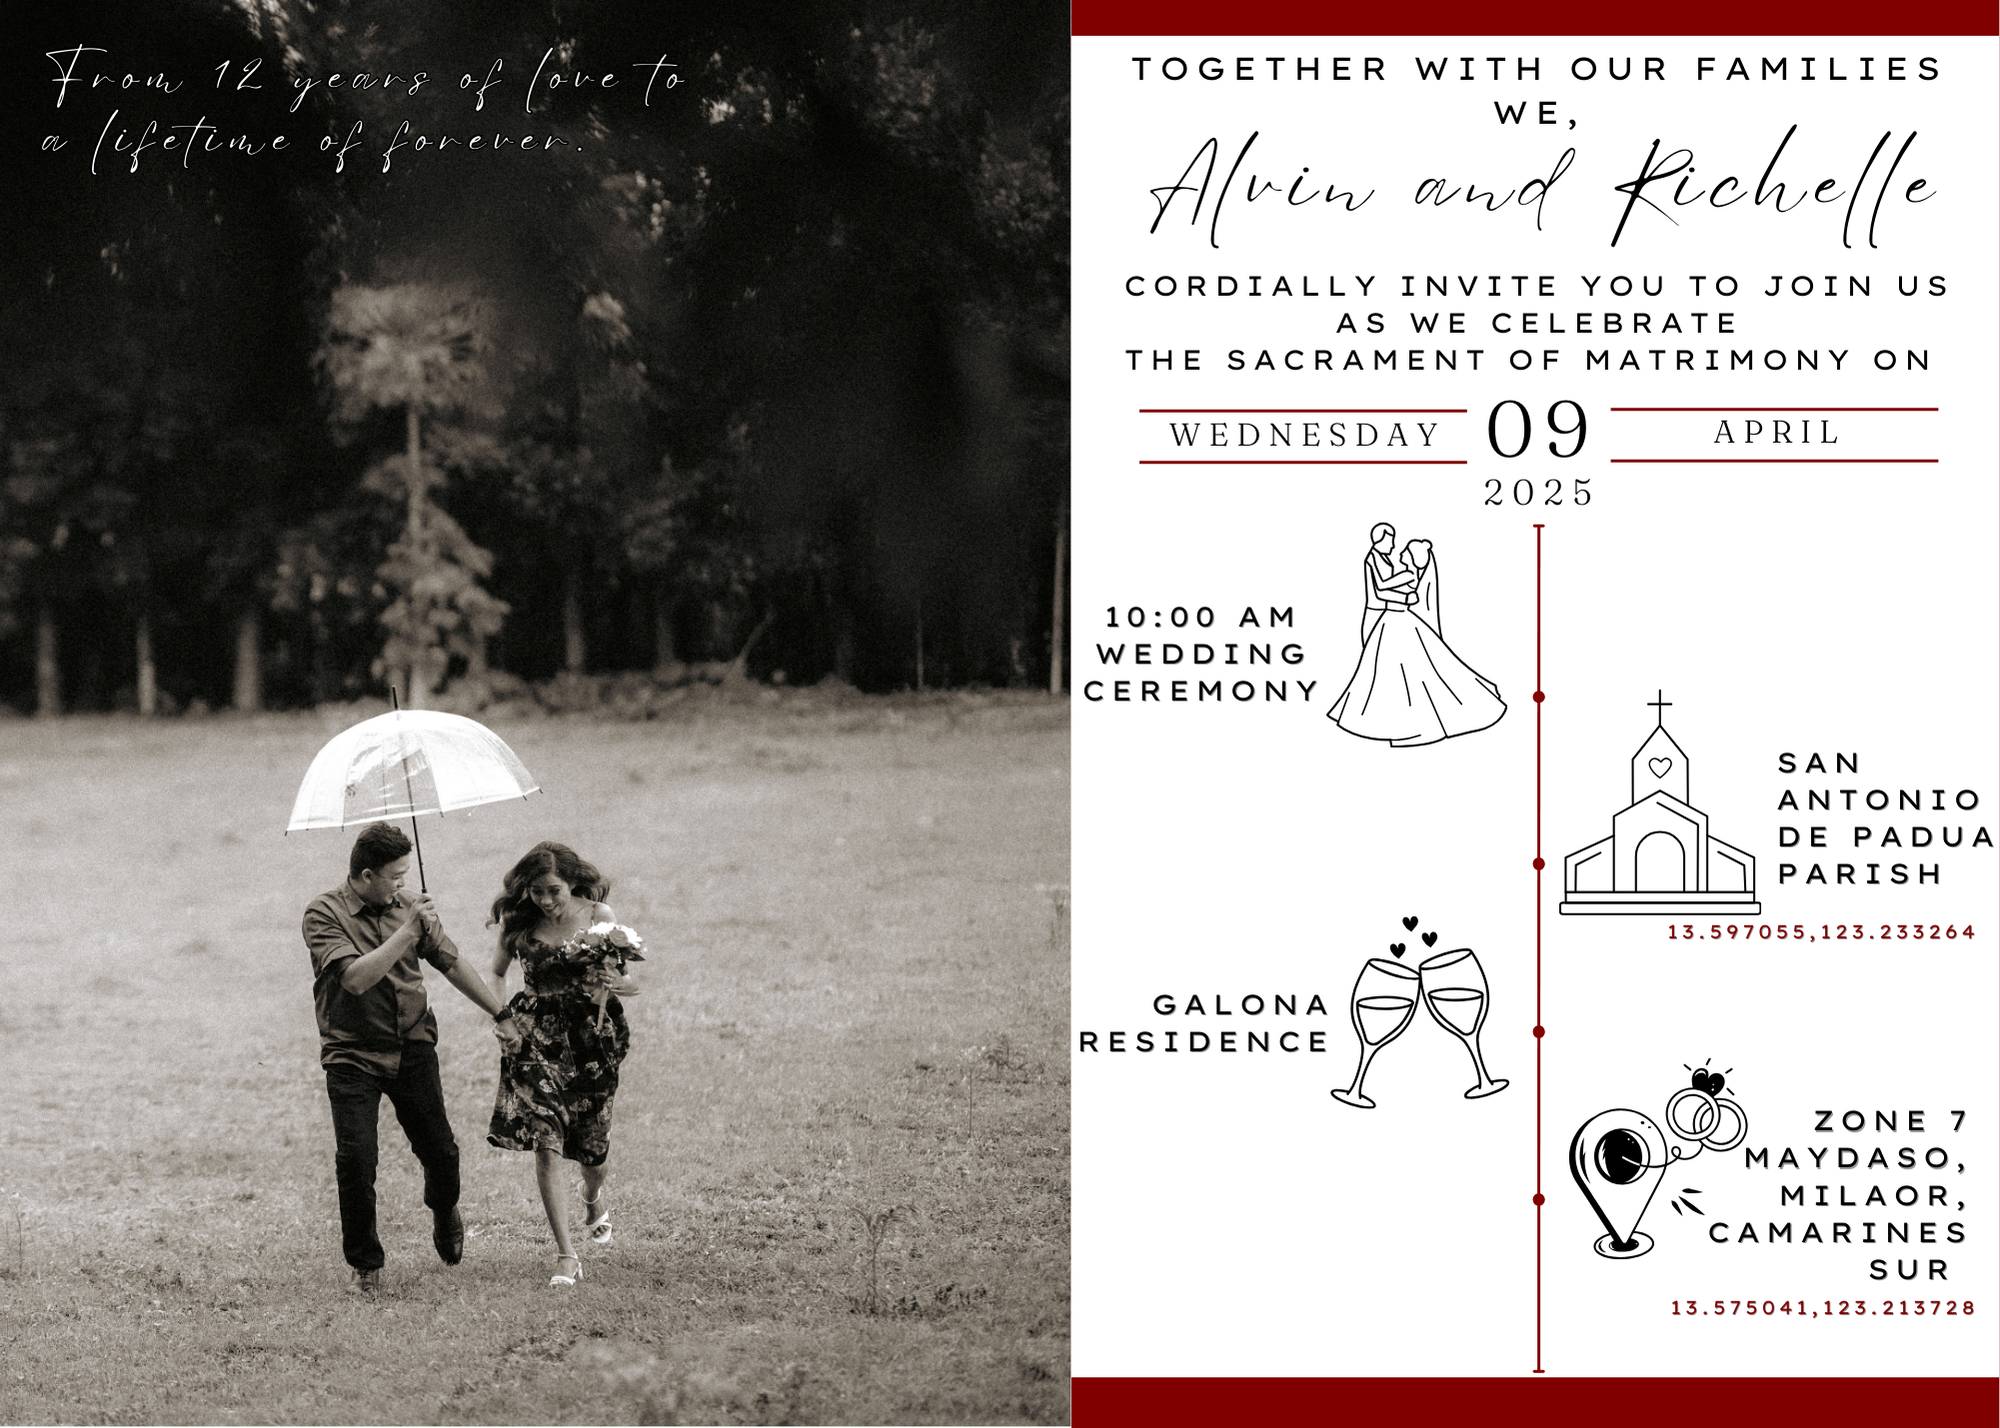 From 12 years of love to
a lifetime of forever.
TOGETHER WITH OUR FAMILIES
WE,
Alvin and Richelle
CORDIALLY INVITE YOU TO JOIN US
AS WE CELEBRATE
THE SACRAMENT OF MATRIMONY ON
WEDNESDAY 09 APRIL
2025
10:00 AM
WEDDING
CEREMONY
SAN
ANTONIO
DE PADUA
PARISH
13.597055,123.233264
GALONA
RESIDENCE
ZONE 7
MAYDASO,
MILAOR,
CAMARINES
SUR
13.575041,123.213728